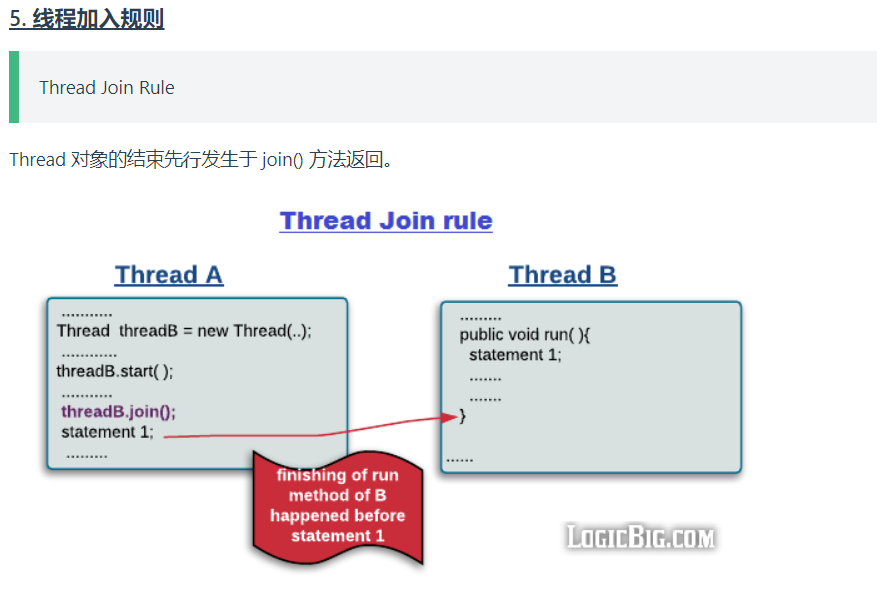 5. 线程加入规则
Thread Join Rule
Thread 对象的结束先行发生于 join() 方法返回。
Thread Join rule
Thread A
...........
Thread threadB = new Thread(..);
............
threadB.start( );
...........
threadB.join();
statement 1;
.........
Thread B
.........
public void run( ){
statement 1;
.......
.......
}
......
finishing of run
method of B
happened before
statement 1
LOGICBIG.COM